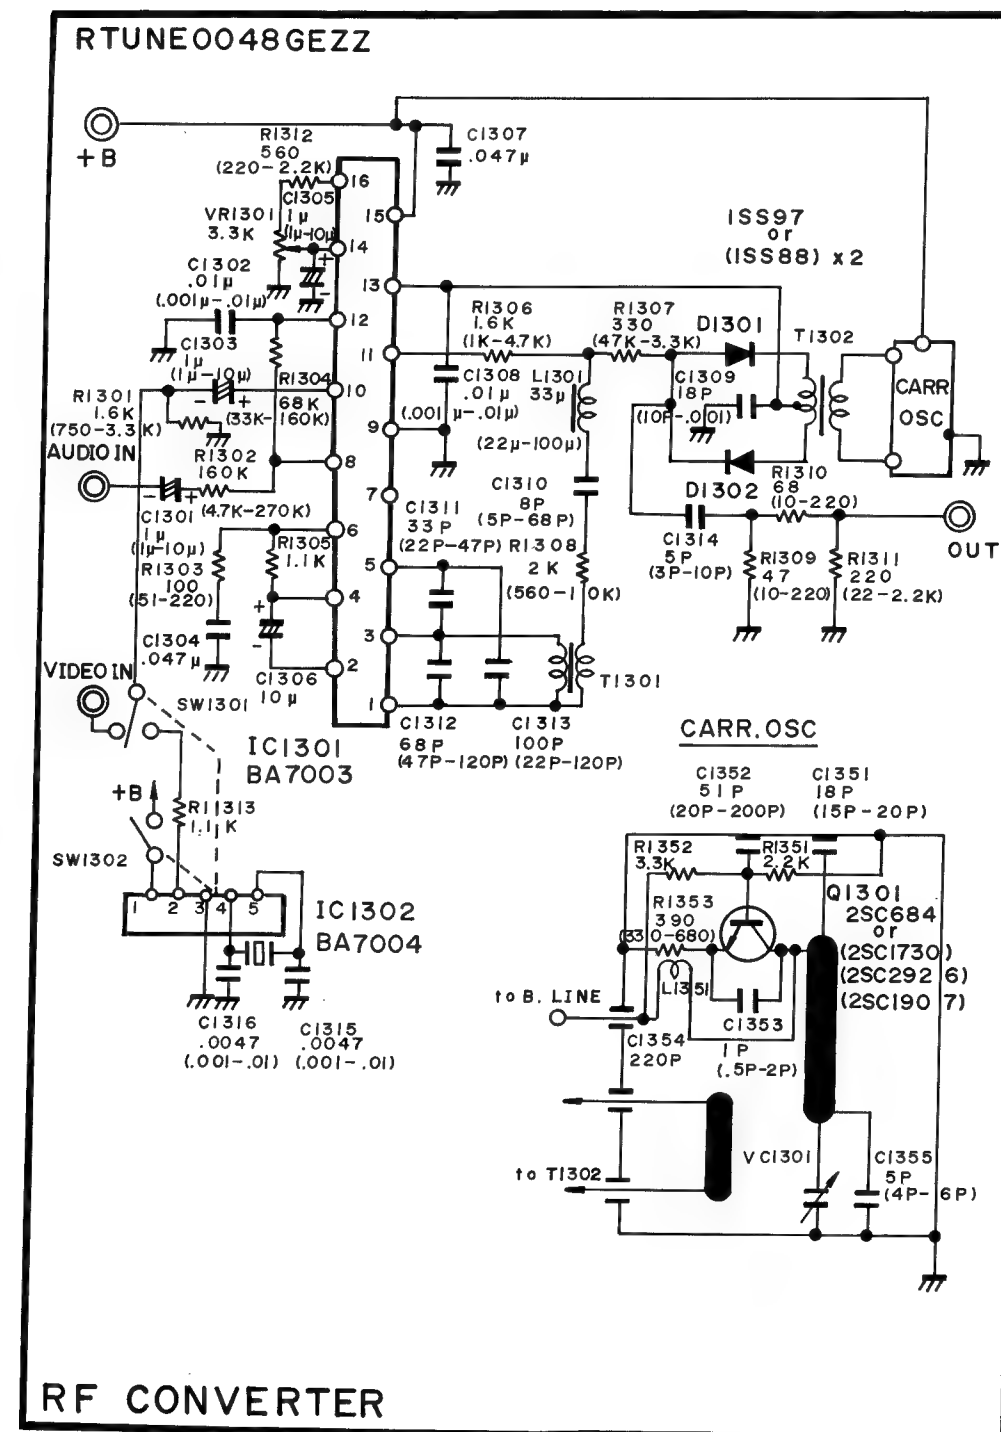 RTUNE0048GEZZ
+B
R1312
560
(220-2.2K)
C1307
.047µ
16
C1305
1µ
(1µ-10µ)
15
VR1301
3.3K
14
1SS97
or
(1SS88) x2
C1302
.01µ
(.001µ-.01µ)
+
-
13
12
R1306
1.6K
(1K-4.7K)
R1307
330
(47K-3.3K)
D1301
T1302
11
C1303
1µ
(1µ-10µ)
- +
R1304
68K
(33K-160K)
10
C1308
.01µ
(.001µ-.01µ)
L1301
33µ
(22µ-100µ)
C1309
18P
(10P-.001)
CARR
OSC
R1301
1.6K
(750-3.3K)
9
AUDIO IN
R1302
160K
(4.7K-270K)
8
7
C1310
8P
(5P-68P)
D1302
R1310
68
(10-220)
- +
C1301
1µ
(1µ-10µ)
C1311
33P
(22P-47P)
6
R1305
1.1K
R1308
2K
(560-10K)
C1314
5P
(3P-10P)
R1309
47
(10-220)
R1311
220
(22-2.2K)
OUT
R1303
100
(51-220)
5
4
+
-
C1304
.047µ
3
C1306
10µ
2
T1301
1
VIDEO IN
SW1301
IC1301
BA7003
C1312
68P
(47P-120P)
C1313
100P
(22P-120P)
CARR. OSC
+B
R1313
1.1K
SW1302
C1352
51P
(20P-200P)
C1351
18P
(15P-20P)
R1352
3.3K
R1351
2.2K
1 2 3 4 5
IC1302
BA7004
R1353
390
(330-680)
Q1301
2SC684
or
(2SC1730)
(2SC2926)
(2SC1907)
L1351
to B. LINE
C1316
.0047
(.001-.01)
C1315
.0047
(.001-.01)
C1354
220P
C1353
1P
(.5P-2P)
to T1302
VC1301
C1355
5P
(4P-6P)
RF CONVERTER